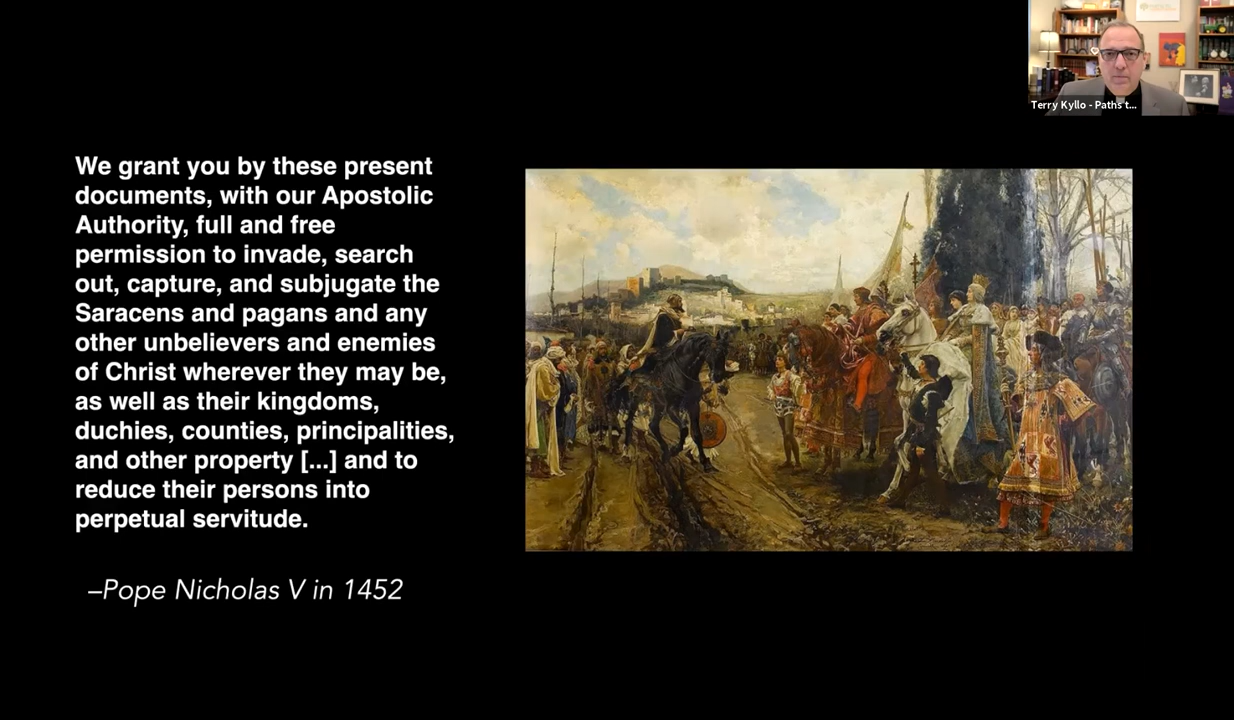 We grant you by these present
documents, with our Apostolic
Authority, full and free
permission to invade, search
out, capture, and subjugate the
Saracens and pagans and any
other unbelievers and enemies
of Christ wherever they may be,
as well as their kingdoms,
duchies, counties, principalities,
and other property [...] and to
reduce their persons into
perpetual servitude.
–Pope Nicholas V in 1452
Terry Kyllo - Paths t...